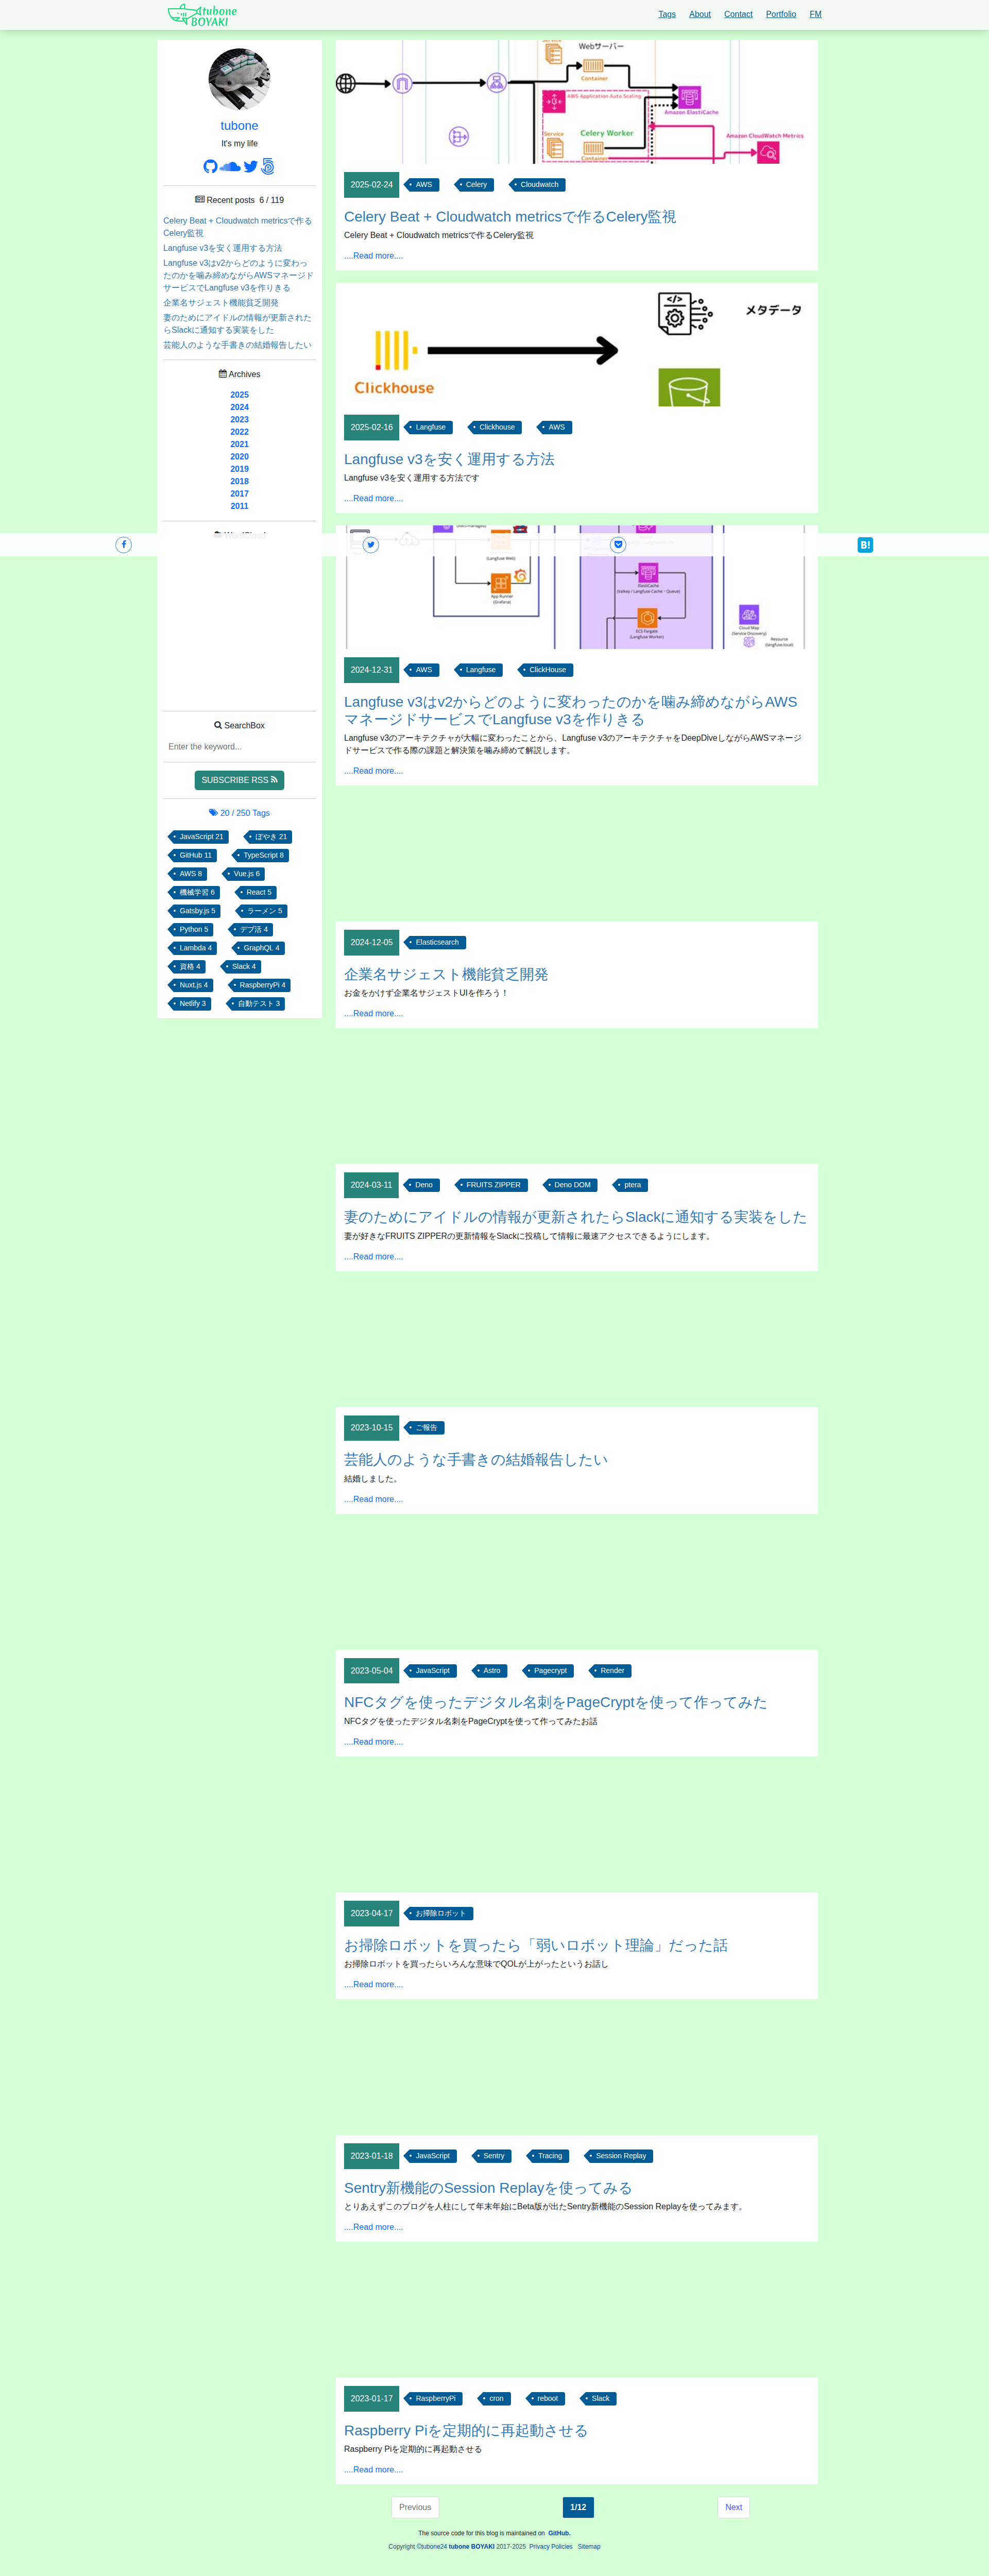 tubone
BOYAKI
Tags About Contact Portfolio FM
tubone
It's my life
Recent posts 6 / 119
Celery Beat + Cloudwatch metricsで作る
Celery監視
Langfuse v3を安く運用する方法
Langfuse v3はv2からどのように変わっ
たのかを噛み締めながらAWSマネージド
サービスでLangfuse v3を作りきる
企業名サジェスト機能貧乏開発
妻のためにアイドルの情報が更新された
らSlackに通知する実装をした
芸能人のような手書きの結婚報告したい
Archives
2025
2024
2023
2022
2021
2020
2019
2018
2017
2011
SearchBox
Enter the keyword...
SUBSCRIBE RSS
20 / 250 Tags
JavaScript 21 ぼやき 21
GitHub 11 TypeScript 8
AWS 8 Vue.js 6
機械学習 6 React 5
Gatsby.js 5 ラーメン 5
Python 5 デブ活 4
Lambda 4 GraphQL 4
資格 4 Slack 4
Nuxt.js 4 RaspberryPi 4
Netlify 3 自動テスト 3
Webサーバー
Service
Container
AWS Application Auto Scaling
Amazon ElastiCache
Service
Celery Worker
Container
Amazon CloudWatch Metrics
2025-02-24 AWS Celery Cloudwatch
Celery Beat + Cloudwatch metricsで作るCelery監視
Celery Beat + Cloudwatch metricsで作るCelery監視
....Read more....
メタデータ
Clickhouse
2025-02-16 Langfuse Clickhouse AWS
Langfuse v3を安く運用する方法
Langfuse v3を安く運用する方法です
....Read more....
B!
(Langfuse Web)
ElastiCache
(Valkey / Langfuse Cache・Queue)
App Runner
(Grafana)
ECS Fargate
(Langfuse Worker)
Cloud Map
(Service Discovery)
Resource
(langfuse.local)
2024-12-31 AWS Langfuse ClickHouse
Langfuse v3はv2からどのように変わったのかを噛み締めながらAWS
マネージドサービスでLangfuse v3を作りきる
Langfuse v3のアーキテクチャが大幅に変わったことから、Langfuse v3のアーキテクチャをDeepDiveしながらAWSマネージ
ドサービスで作る際の課題と解決策を噛み締めて解説します。
....Read more....
2024-12-05 Elasticsearch
企業名サジェスト機能貧乏開発
お金をかけず企業名サジェストUIを作ろう！
....Read more....
2024-03-11 Deno FRUITS ZIPPER Deno DOM ptera
妻のためにアイドルの情報が更新されたらSlackに通知する実装をした
妻が好きなFRUITS ZIPPERの更新情報をSlackに投稿して情報に最速アクセスできるようにします。
....Read more....
2023-10-15 ご報告
芸能人のような手書きの結婚報告したい
結婚しました。
....Read more....
2023-05-04 JavaScript Astro Pagecrypt Render
NFCタグを使ったデジタル名刺をPageCryptを使って作ってみた
NFCタグを使ったデジタル名刺をPageCryptを使って作ってみたお話
....Read more....
2023-04-17 お掃除ロボット
お掃除ロボットを買ったら「弱いロボット理論」だった話
お掃除ロボットを買ったらいろんな意味でQOLが上がったというお話し
....Read more....
2023-01-18 JavaScript Sentry Tracing Session Replay
Sentry新機能のSession Replayを使ってみる
とりあえずこのブログを人柱にして年末年始にBeta版が出たSentry新機能のSession Replayを使ってみます。
....Read more....
2023-01-17 RaspberryPi cron reboot Slack
Raspberry Piを定期的に再起動させる
Raspberry Piを定期的に再起動させる
....Read more....
Previous 1/12 Next
The source code for this blog is maintained on GitHub.
Copyright ©tubone24 tubone BOYAKI 2017-2025 Privacy Policies Sitemap